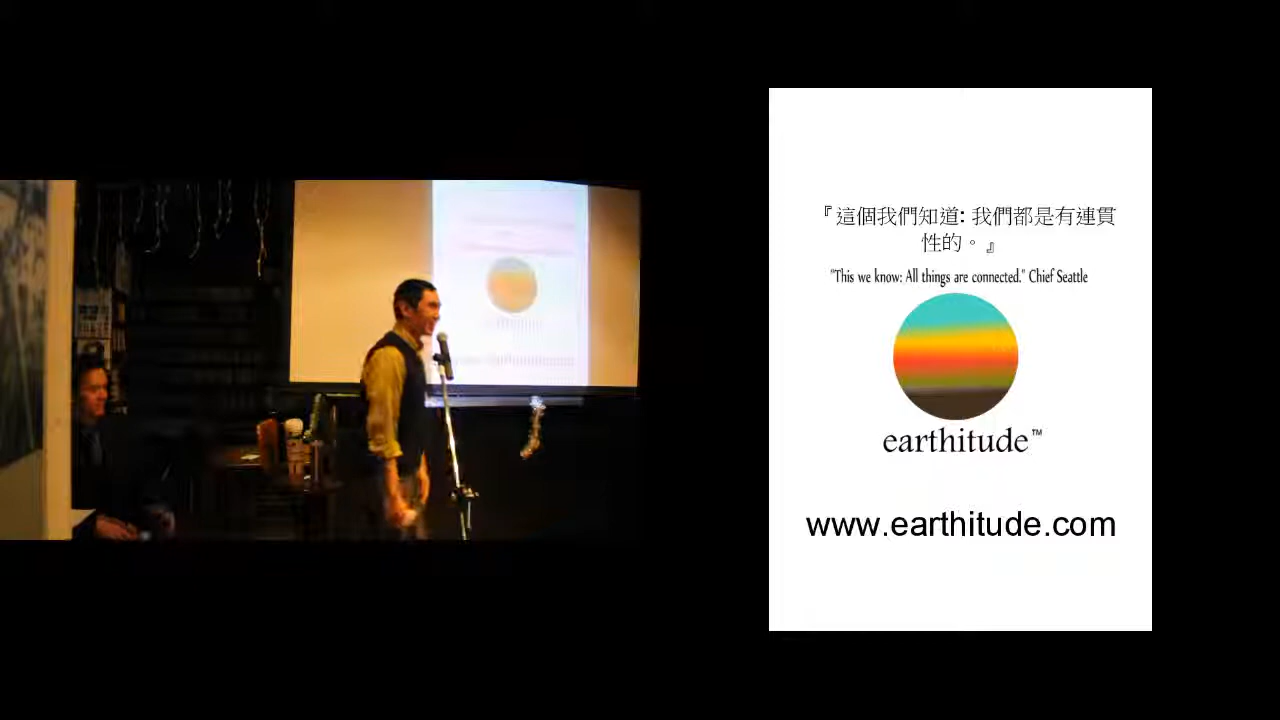 『這個我們知道: 我們都是有連貫
性的。』
"This we know: All things are connected." Chief Seattle
earthitude™
www.earthitude.com